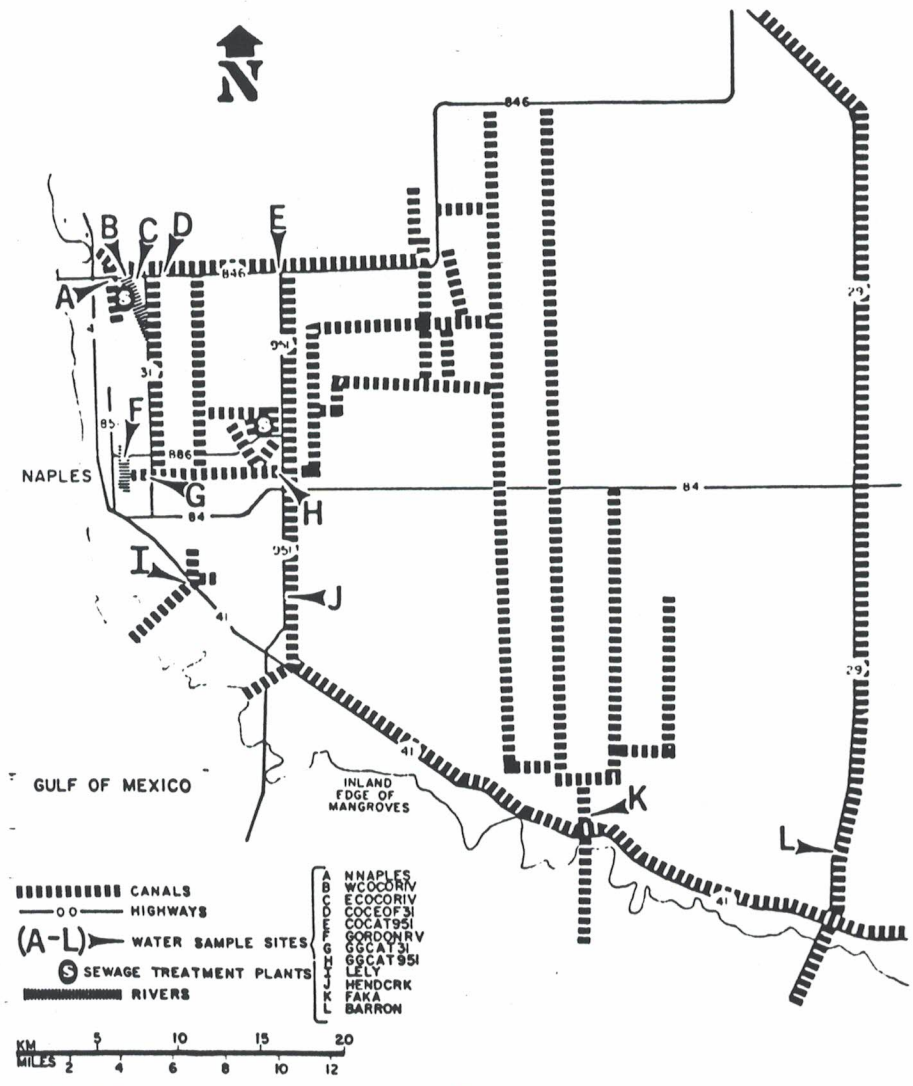 N
846
B C D E
A
846
29
4
951
31
85
F
S
886
NAPLES
G
H
84
84
951
I
J
41
29
41
GULF OF MEXICO
INLAND
EDGE OF
MANGROVES
K
L
41
CANALS
HIGHWAYS
(A-L) WATER SAMPLE SITES
S SEWAGE TREATMENT PLANTS
RIVERS
A NNAPLES
B WCOCORIV
C ECOCORIV
D COCEOF31
E COCAT951
F GORDONRV
G GGCAT31
H GGCAT951
I LELY
J HENDCRK
K FAKA
L BARRON
KM 5 10 15 20
MILES 2 4 6 8 10 12